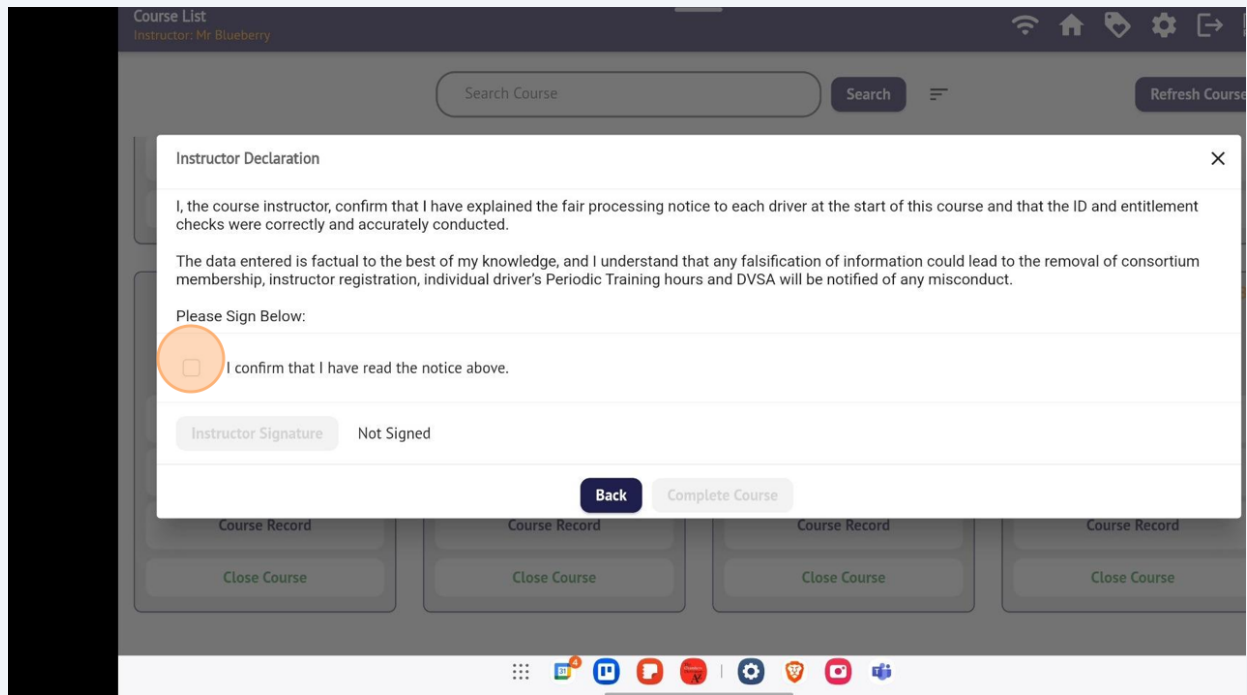 Course List
Instructor: Mr Blueberry
Search Course
Search
Refresh Course
Instructor Declaration
I, the course instructor, confirm that I have explained the fair processing notice to each driver at the start of this course and that the ID and entitlement
checks were correctly and accurately conducted.
The data entered is factual to the best of my knowledge, and I understand that any falsification of information could lead to the removal of consortium
membership, instructor registration, individual driver's Periodic Training hours and DVSA will be notified of any misconduct.
Please Sign Below:
I confirm that I have read the notice above.
Instructor Signature Not Signed
Back Complete Course
Course Record Course Record Course Record Course Record
Close Course Close Course Close Course Close Course
31 4